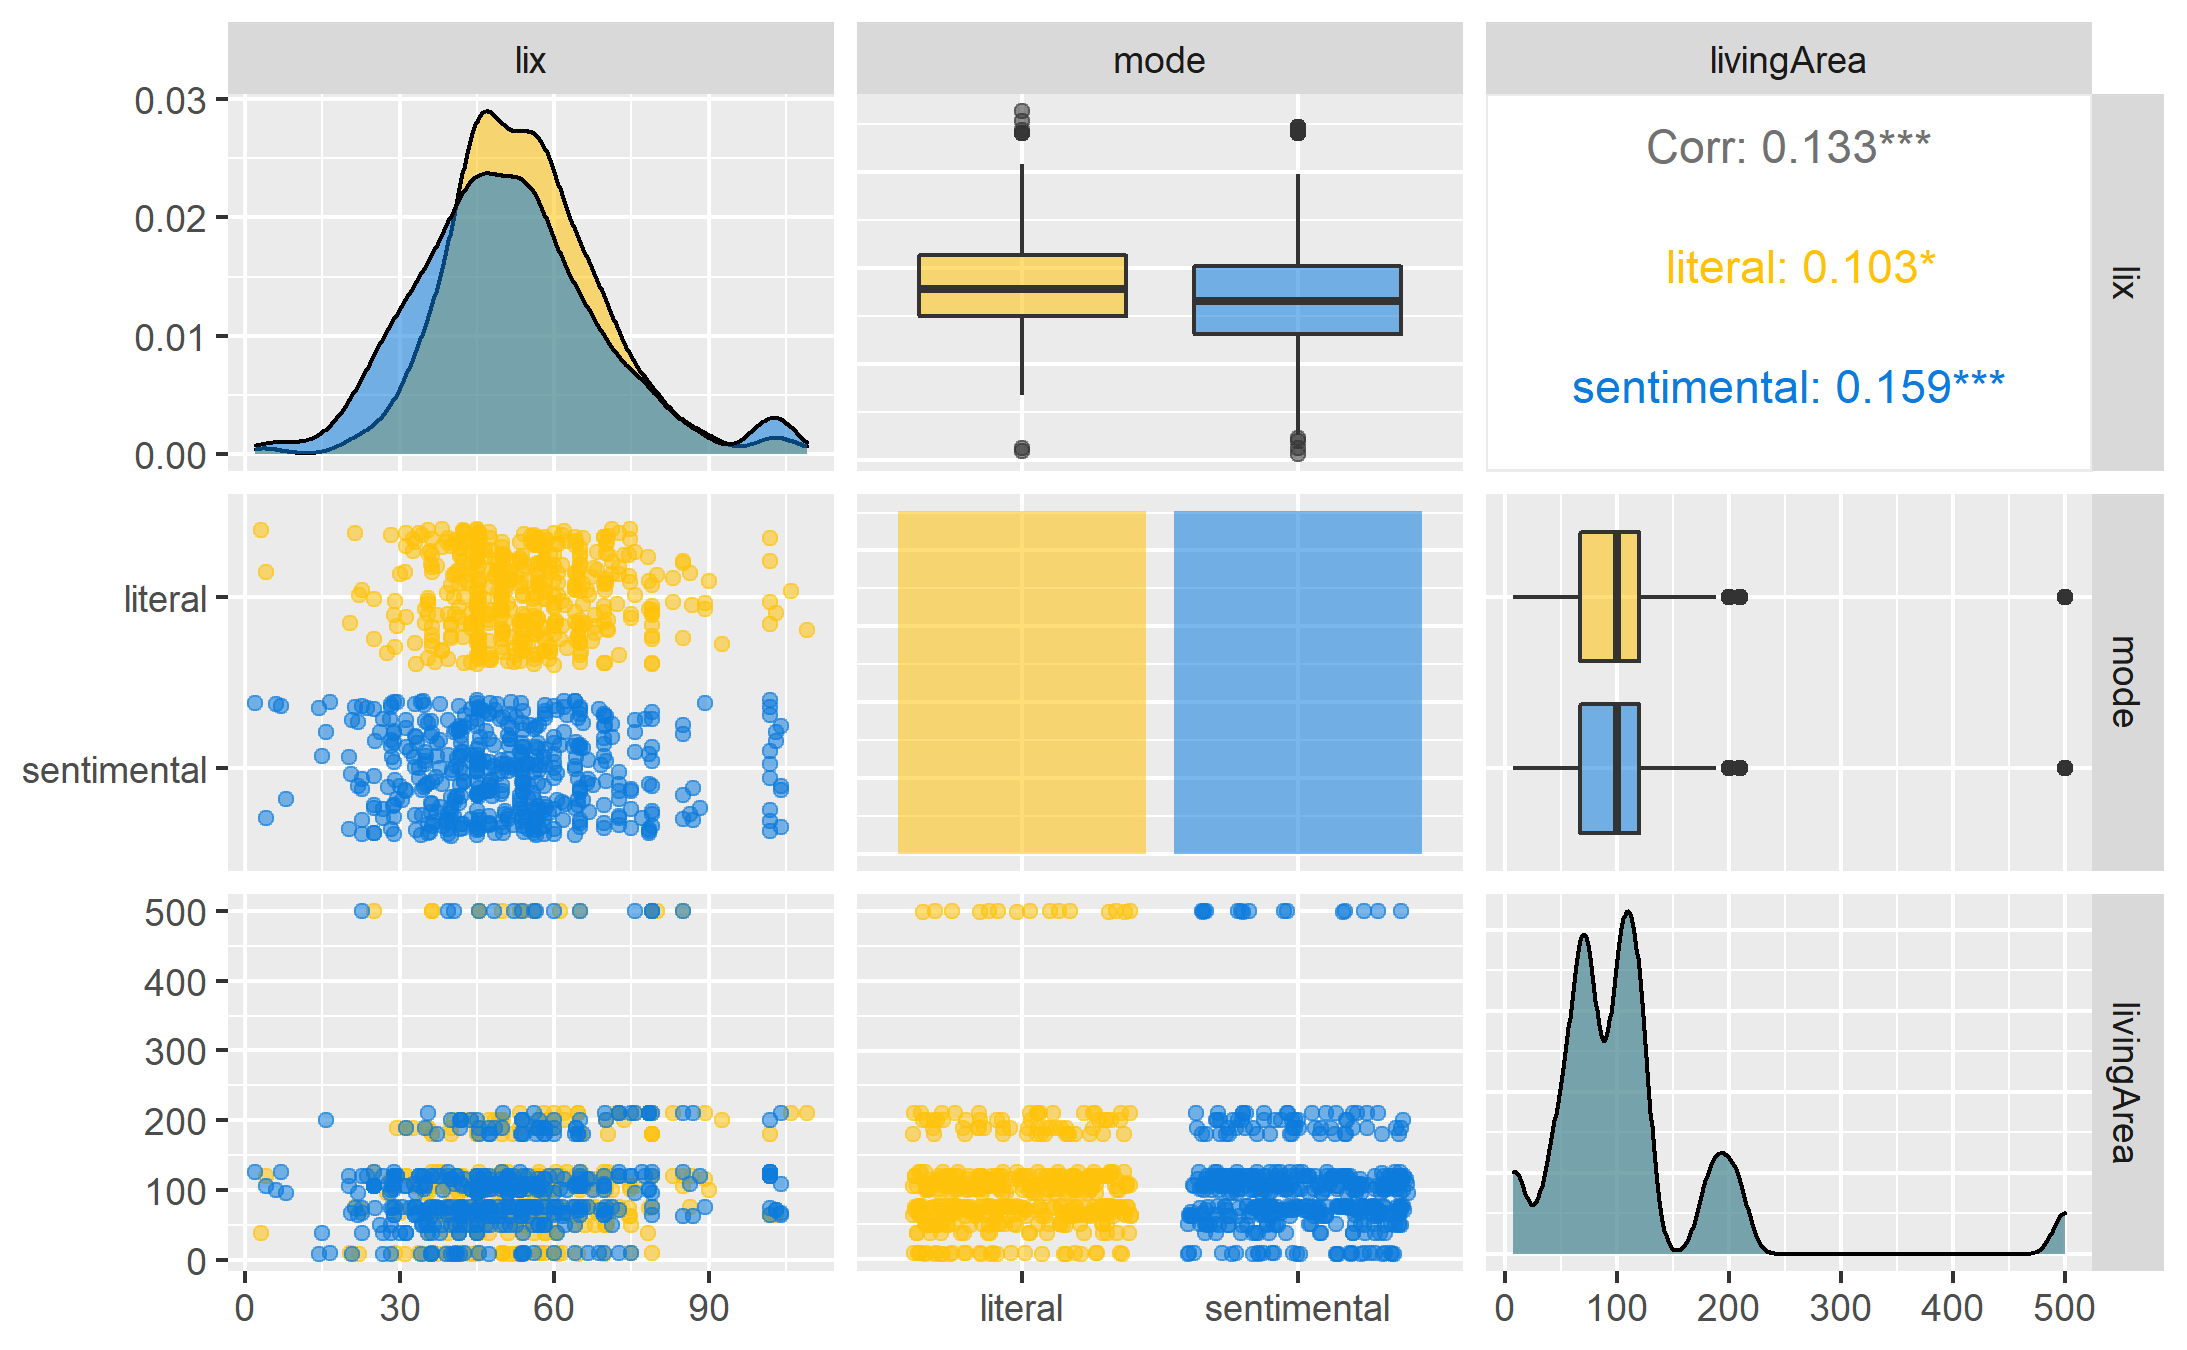 lix
mode
livingArea
0.03
0.02
0.01
0.00
Corr: 0.133***
literal: 0.103*
sentimental: 0.159***
lix
literal
sentimental
mode
500
400
300
200
100
0
livingArea
0 30 60 90
literal sentimental
0 100 200 300 400 500